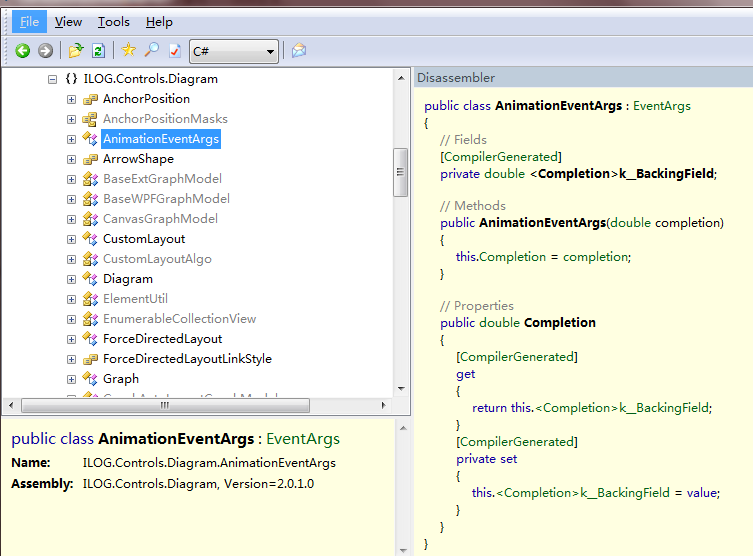 File View Tools Help
C#
{} ILOG.Controls.Diagram
AnchorPosition
AnchorPositionMasks
AnimationEventArgs
ArrowShape
BaseExtGraphModel
BaseWPFGraphModel
CanvasGraphModel
CustomLayout
CustomLayoutAlgo
Diagram
ElementUtil
EnumerableCollectionView
ForceDirectedLayout
ForceDirectedLayoutLinkStyle
Graph
public class AnimationEventArgs : EventArgs
Name: ILOG.Controls.Diagram.AnimationEventArgs
Assembly: ILOG.Controls.Diagram, Version=2.0.1.0
Disassembler
public class AnimationEventArgs : EventArgs
{
// Fields
[CompilerGenerated]
private double <Completion>k__BackingField;
// Methods
public AnimationEventArgs(double completion)
{
this.Completion = completion;
}
// Properties
public double Completion
{
[CompilerGenerated]
get
{
return this.<Completion>k__BackingField;
}
[CompilerGenerated]
private set
{
this.<Completion>k__BackingField = value;
}
}
}